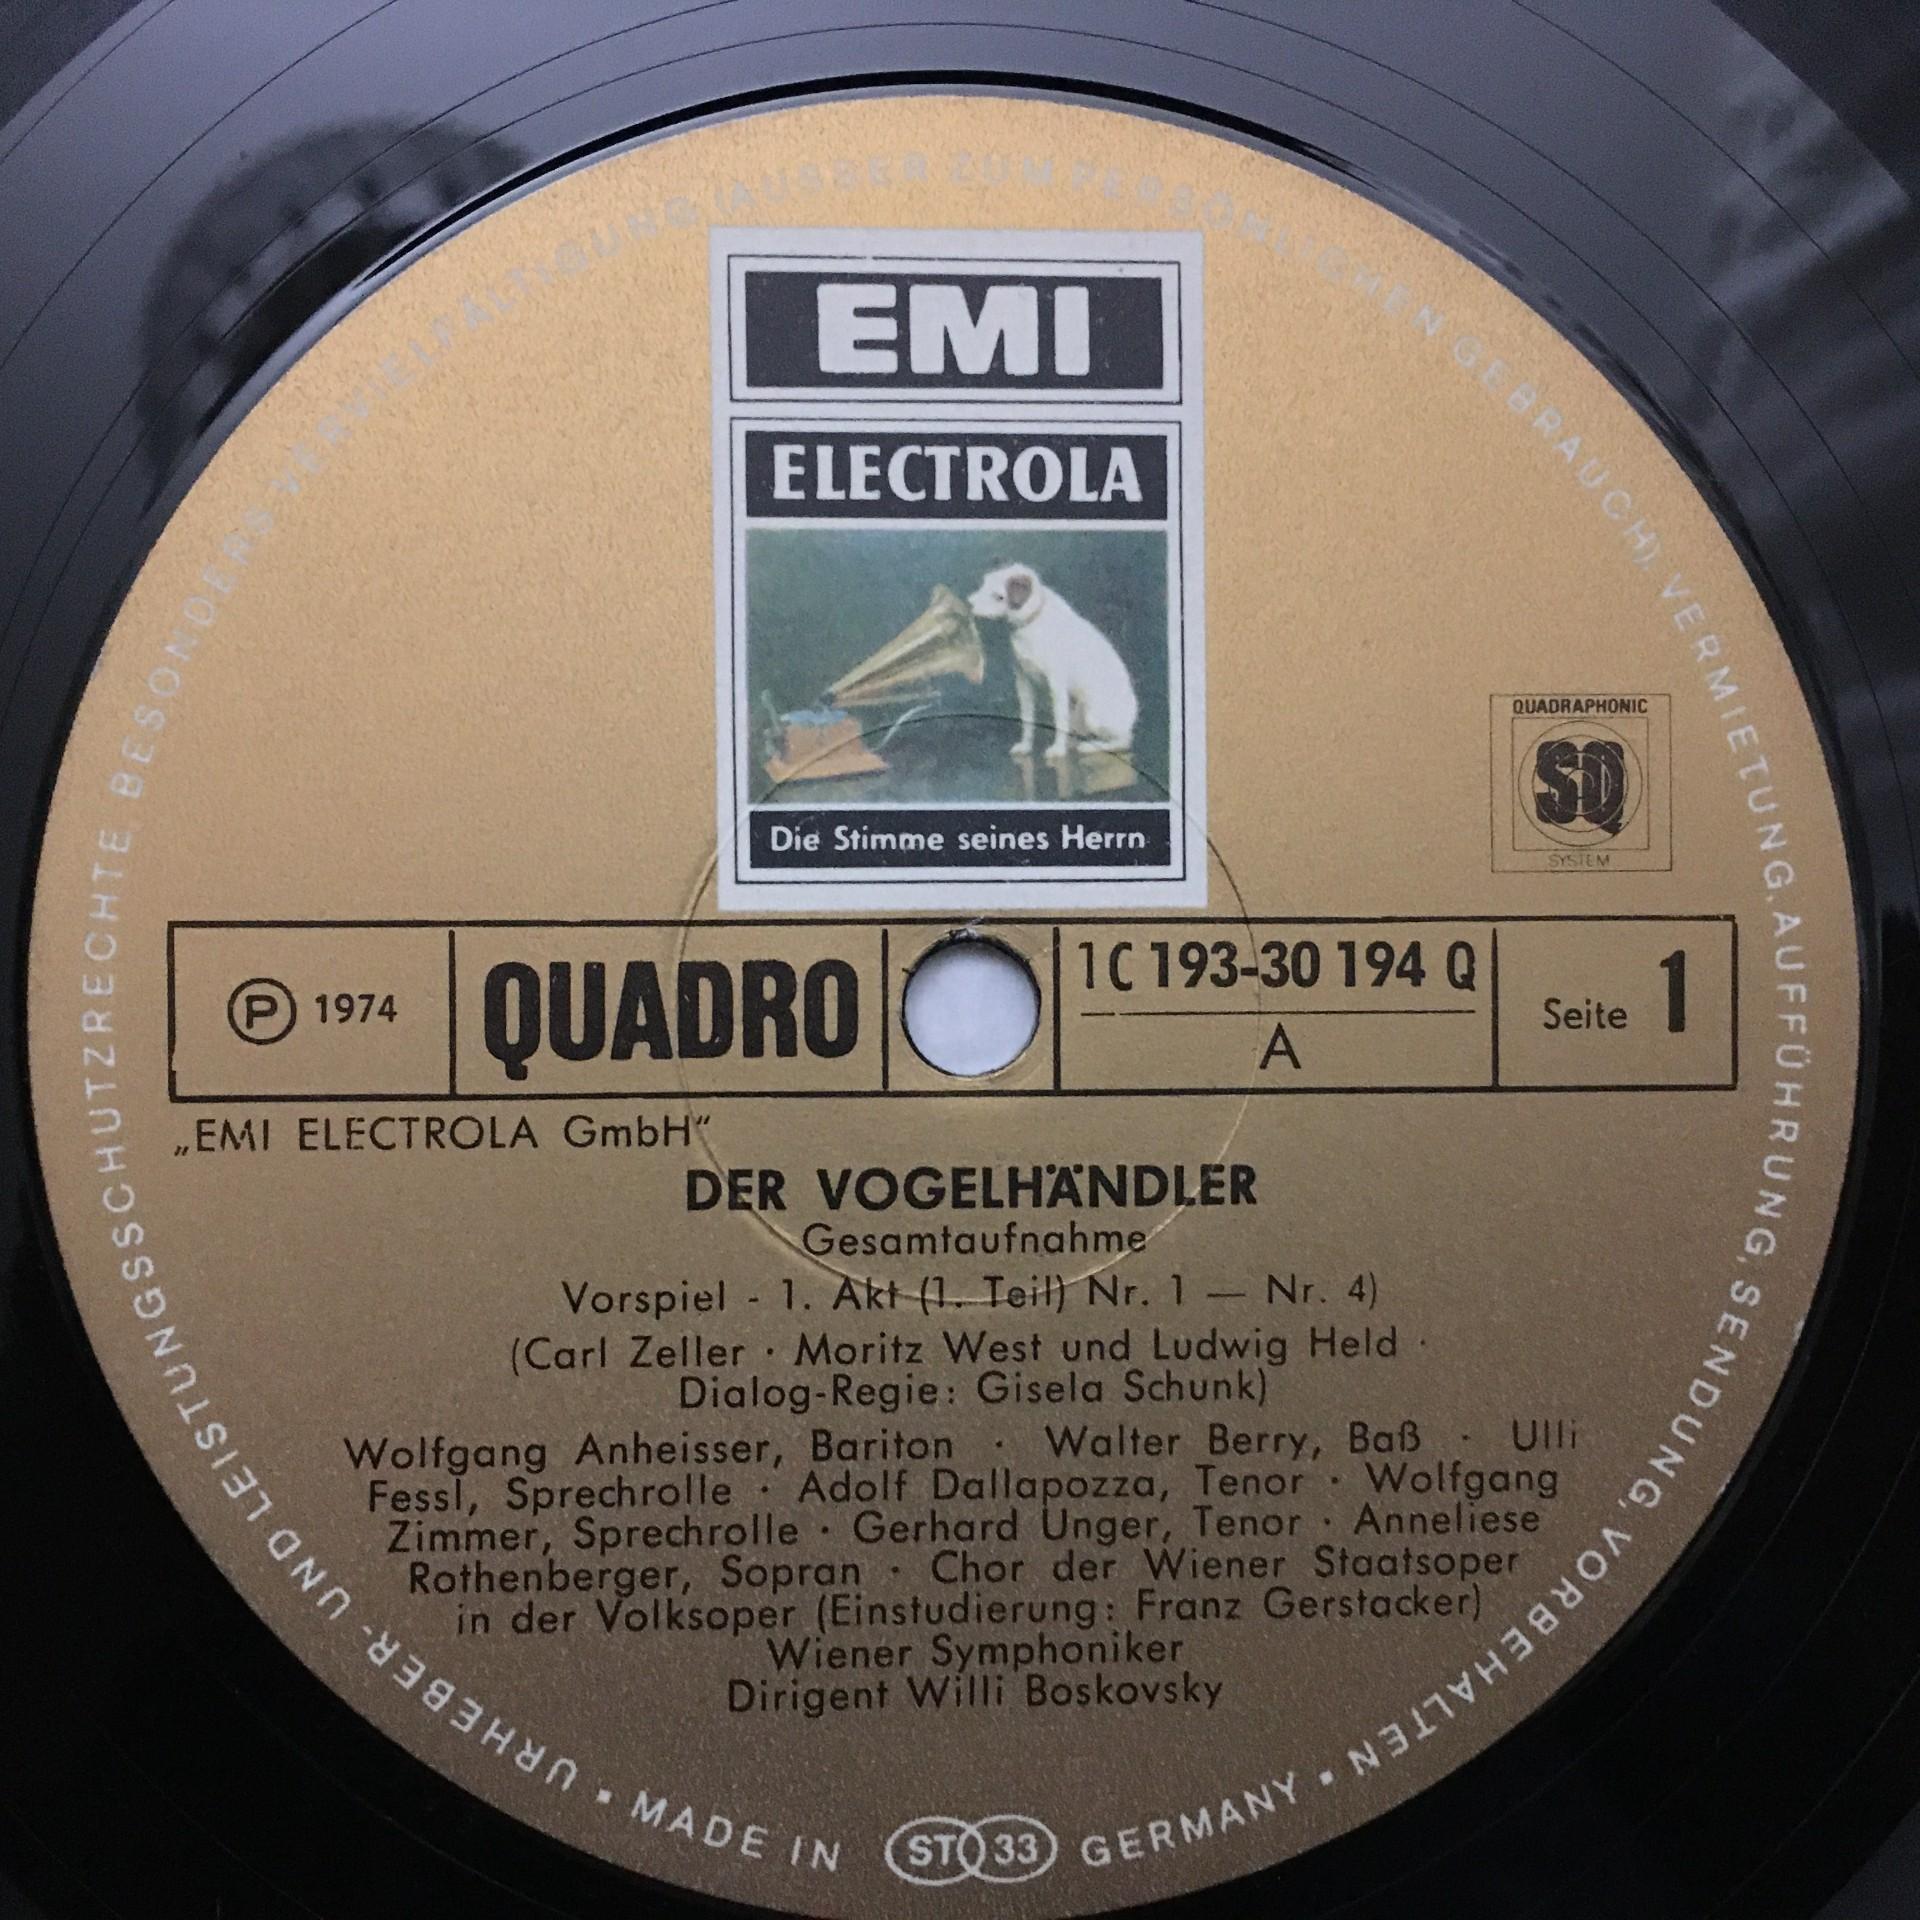 EMI
ELECTROLA
Die Stimme seines Herrn
QUADRAPHONIC
SQ
SYSTEM
Ⓟ 1974
QUADRO
1C 193-30 194 Q
A
Seite 1
„EMI ELECTROLA GmbH“
DER VOGELHÄNDLER
Gesamtaufnahme
Vorspiel - 1. Akt (1. Teil) Nr. 1 — Nr. 4)
(Carl Zeller · Moritz West und Ludwig Held ·
Dialog-Regie: Gisela Schunk)
Wolfgang Anheisser, Bariton · Walter Berry, Baß · Ulli
Fessl, Sprechrolle · Adolf Dallapozza, Tenor · Wolfgang
Zimmer, Sprechrolle · Gerhard Unger, Tenor · Anneliese
Rothenberger, Sopran · Chor der Wiener Staatsoper
in der Volksoper (Einstudierung: Franz Gerstacker)
Wiener Symphoniker
Dirigent Willi Boskovsky
URHEBER- UND LEISTUNGSSCHUTZRECHTE, BESONDERS VERVIELFÄLTIGUNG (AUSSER ZUM PERSÖNLICHEN GEBRAUCH), VERMIETUNG, AUFFÜHRUNG, SENDUNG, VORBEHALTEN ▪
▪ MADE IN ST 33 GERMANY